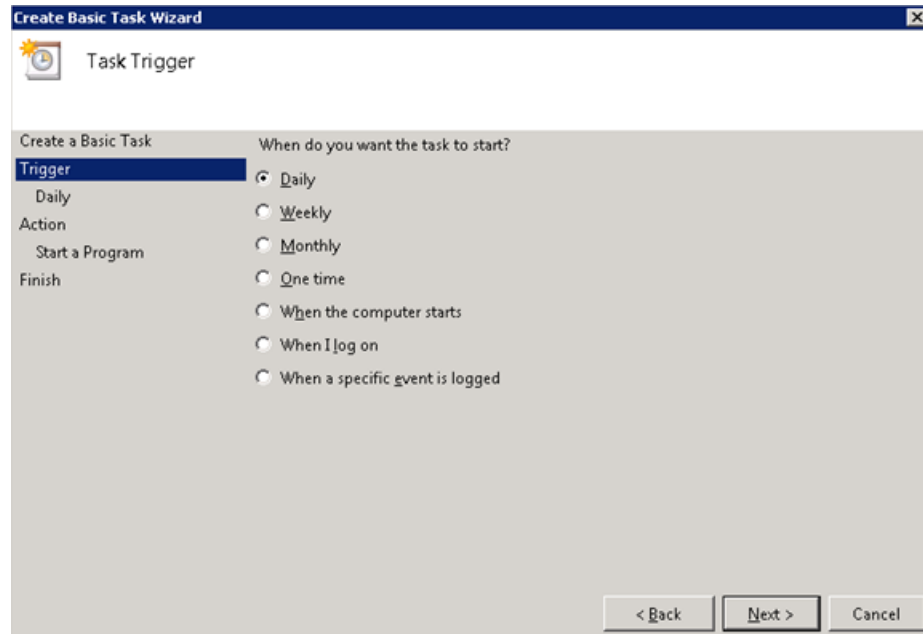 Create Basic Task Wizard
Task Trigger
Create a Basic Task
Trigger
Daily
Action
Start a Program
Finish
When do you want the task to start?
Daily
Weekly
Monthly
One time
When the computer starts
When I log on
When a specific event is logged
< Back
Next >
Cancel